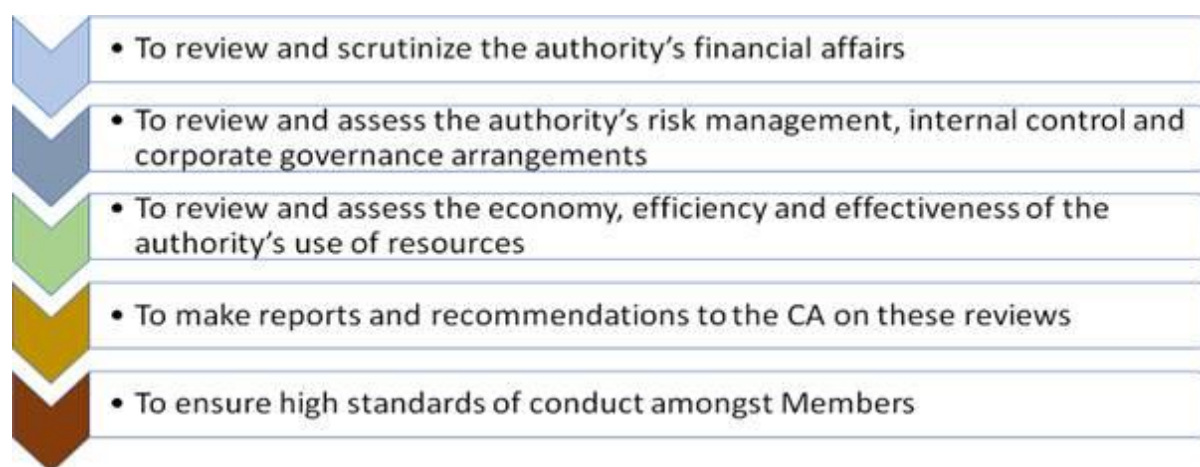 • To review and scrutinize the authority's financial affairs
• To review and assess the authority's risk management, internal control and
corporate governance arrangements
• To review and assess the economy, efficiency and effectiveness of the
authority's use of resources
• To make reports and recommendations to the CA on these reviews
• To ensure high standards of conduct amongst Members